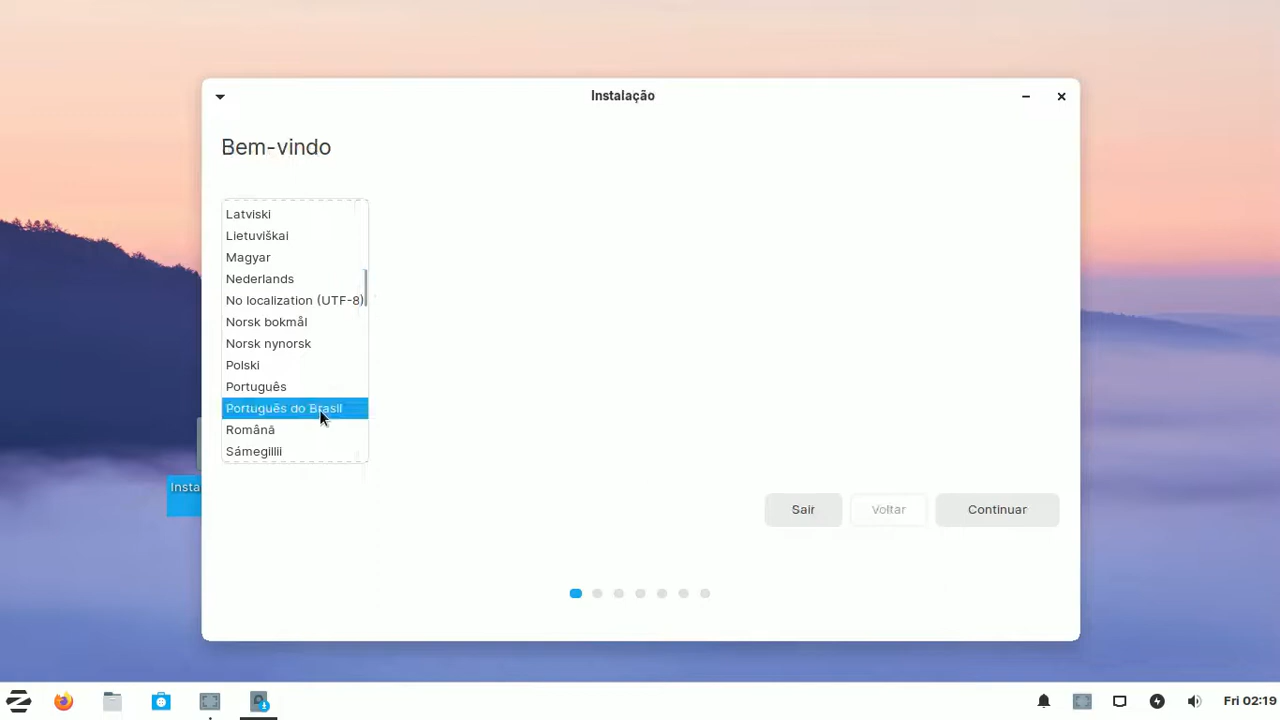 Instalação
Bem-vindo
Latviski
Lietuviškai
Magyar
Nederlands
No localization (UTF-8)
Norsk bokmål
Norsk nynorsk
Polski
Português
Português do Brasil
Română
Sámegillii
Insta
Sair
Voltar
Continuar
Fri 02:19